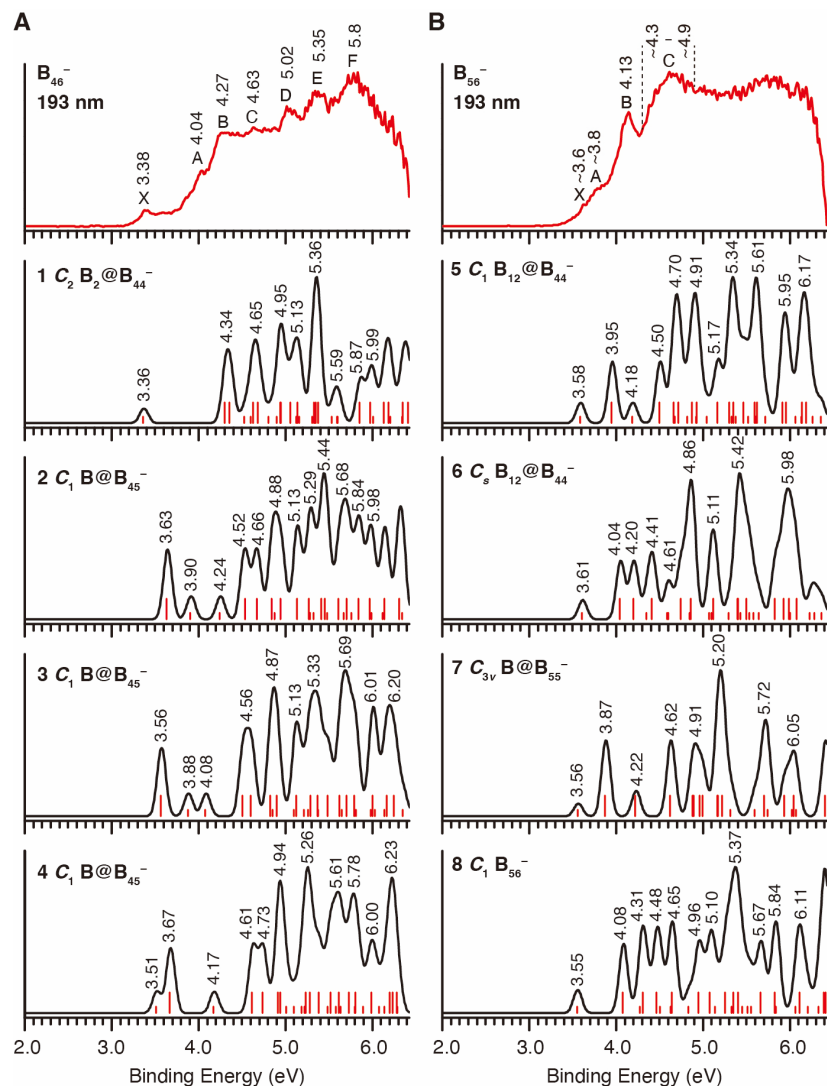 A
B₄₆⁻
193 nm
X 3.38
A 4.04
B 4.27
C 4.63
D 5.02
E 5.35
F 5.8
1 C₂ B₂@B₄₄⁻
3.36
4.34
4.65
4.95
5.13
5.36
5.59
5.87
5.99
2 C₁ B@B₄₅⁻
3.63
3.90
4.24
4.52
4.66
4.88
5.13
5.29
5.44
5.68
5.84
5.98
3 C₁ B@B₄₅⁻
3.56
3.88
4.08
4.56
4.87
5.13
5.33
5.69
6.01
6.20
4 C₁ B@B₄₅⁻
3.51
3.67
4.17
4.61
4.73
4.94
5.26
5.61
5.78
6.00
6.23
2.0 3.0 4.0 5.0 6.0
Binding Energy (eV)
B
B₅₆⁻
193 nm
X ~3.6
A ~3.8
B 4.13
~4.3 – ~4.9
C
5 C₁ B₁₂@B₄₄⁻
3.58
3.95
4.18
4.50
4.70
4.91
5.17
5.34
5.61
5.95
6.17
6 Cₛ B₁₂@B₄₄⁻
3.61
4.04
4.20
4.41
4.61
4.86
5.11
5.42
5.98
7 C₃ᵥ B@B₅₅⁻
3.56
3.87
4.22
4.62
4.91
5.20
5.72
6.05
8 C₁ B₅₆⁻
3.55
4.08
4.31
4.48
4.65
4.96
5.10
5.37
5.67
5.84
6.11
2.0 3.0 4.0 5.0 6.0
Binding Energy (eV)